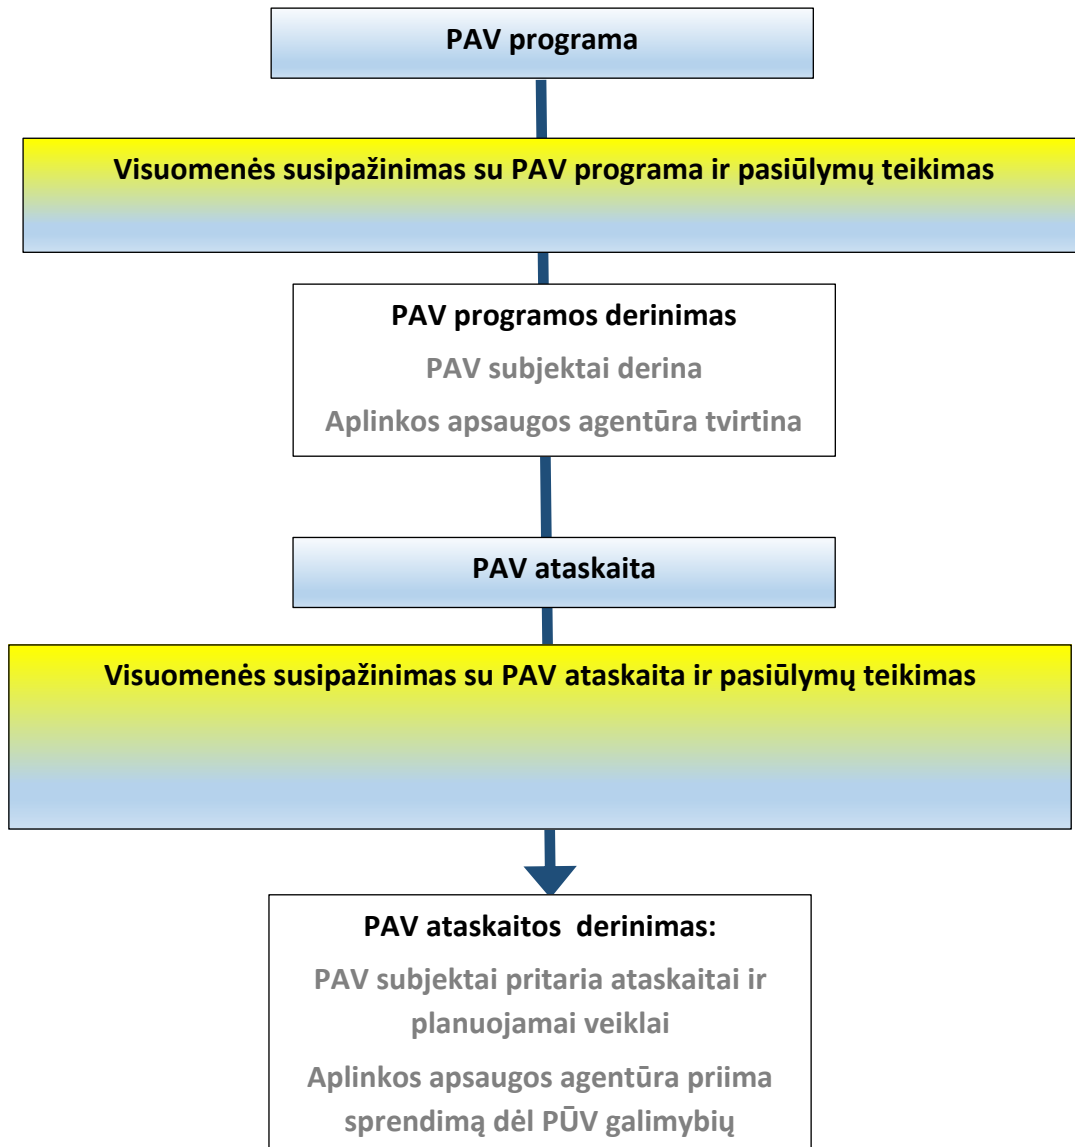 PAV programa
Visuomenės susipažinimas su PAV programa ir pasiūlymų teikimas
PAV programos derinimas
PAV subjektai derina
Aplinkos apsaugos agentūra tvirtina
PAV ataskaita
Visuomenės susipažinimas su PAV ataskaita ir pasiūlymų teikimas
PAV ataskaitos derinimas:
PAV subjektai pritaria ataskaitai ir
planuojamai veiklai
Aplinkos apsaugos agentūra priima
sprendimą dėl PŪV galimybių